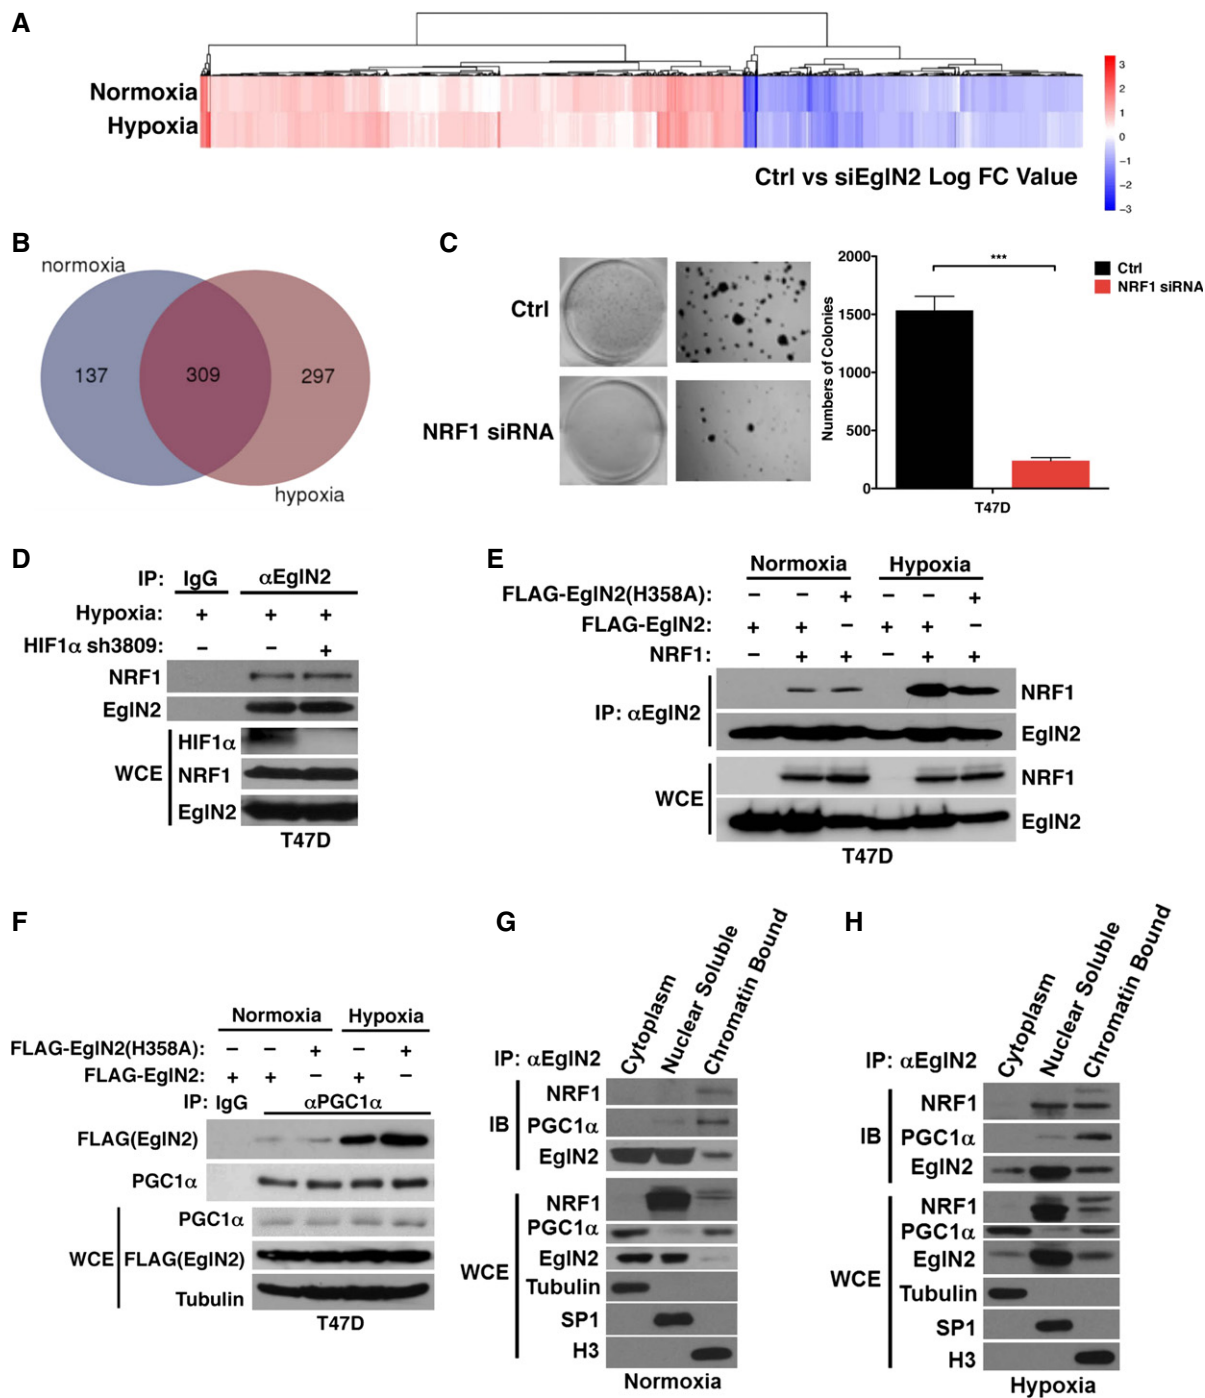 A
Normoxia
Hypoxia
3
2
1
0
−1
−2
−3
Ctrl vs siEglN2 Log FC Value
B
normoxia
137
309
297
hypoxia
C
Ctrl
NRF1 siRNA
Numbers of Colonies
2000
1500
1000
500
0
***
T47D
Ctrl
NRF1 siRNA
D
IP: IgG αEglN2
Hypoxia: + + +
HIF1α sh3809: − − +
NRF1
EglN2
WCE
HIF1α
NRF1
EglN2
T47D
E
Normoxia Hypoxia
FLAG-EglN2(H358A): − − + − − +
FLAG-EglN2: + + − + + −
NRF1: − + + − + +
IP: αEglN2
NRF1
EglN2
WCE
NRF1
EglN2
T47D
F
Normoxia Hypoxia
FLAG-EglN2(H358A): − − + − +
FLAG-EglN2: + + − + −
IP: IgG αPGC1α
FLAG(EglN2)
PGC1α
WCE
PGC1α
FLAG(EglN2)
Tubulin
T47D
G
Cytoplasm
Nuclear Soluble
Chromatin Bound
IP: αEglN2
IB
NRF1
PGC1α
EglN2
WCE
NRF1
PGC1α
EglN2
Tubulin
SP1
H3
Normoxia
H
Cytoplasm
Nuclear Soluble
Chromatin Bound
IP: αEglN2
IB
NRF1
PGC1α
EglN2
WCE
NRF1
PGC1α
EglN2
Tubulin
SP1
H3
Hypoxia